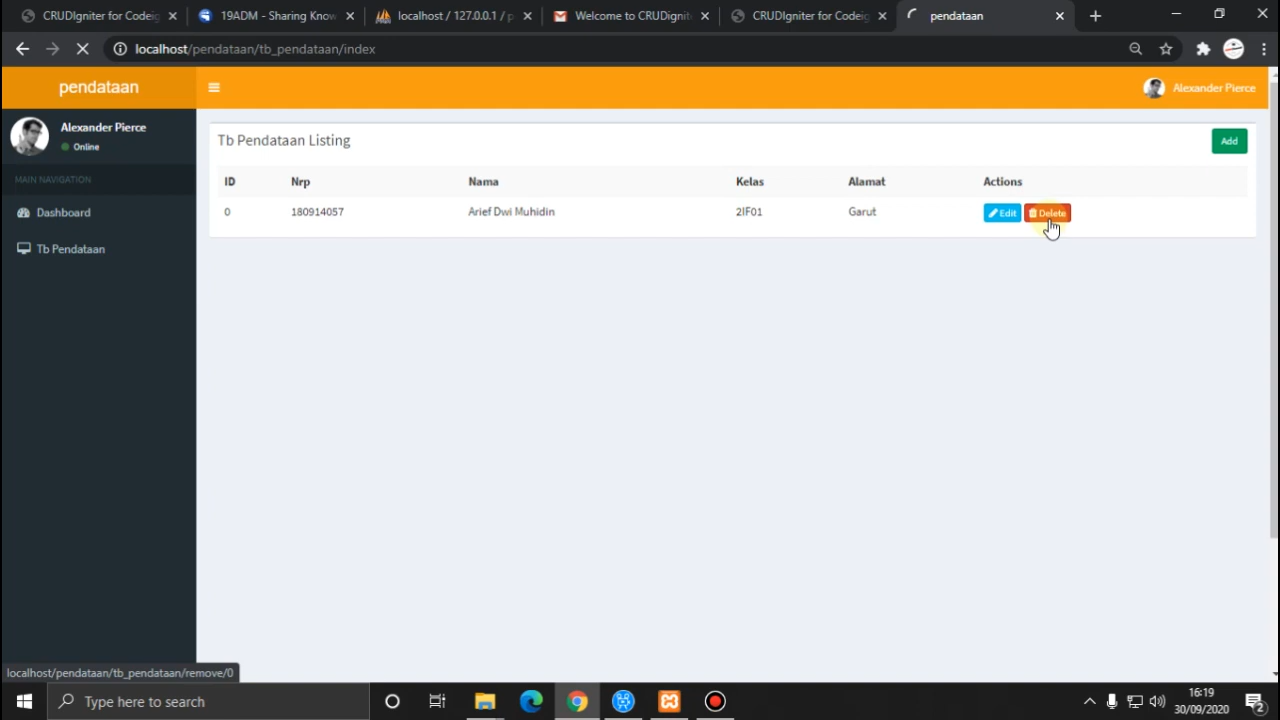 CRUDIgniter for Codeig
19ADM - Sharing Know
localhost / 127.0.0.1 / p
Welcome to CRUDignit
CRUDIgniter for Codeig
pendataan
localhost/pendataan/tb_pendataan/index
pendataan
Alexander Pierce
Alexander Pierce
Online
MAIN NAVIGATION
Dashboard
Tb Pendataan
Tb Pendataan Listing
Add
ID Nrp Nama Kelas Alamat Actions
0 180914057 Arief Dwi Muhidin 2IF01 Garut Edit Delete
localhost/pendataan/tb_pendataan/remove/0
Type here to search
16:19
30/09/2020
2